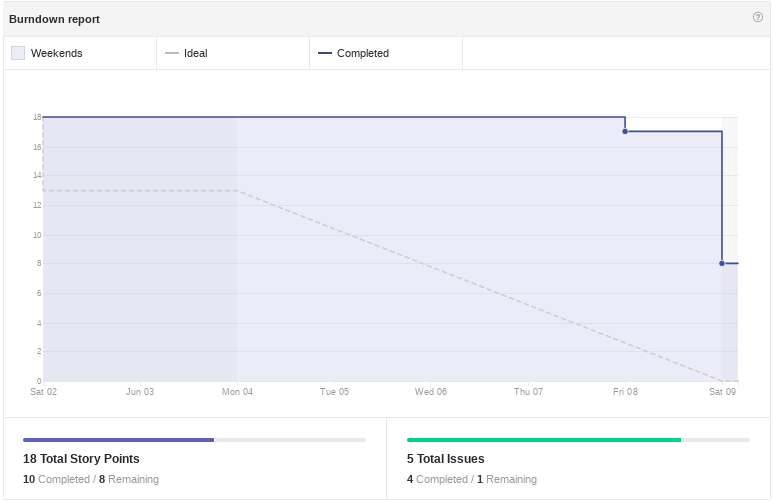 Burndown report
?
Weekends
Ideal
Completed
18
16
14
12
10
8
6
4
2
0
Sat 02
Jun 03
Mon 04
Tue 05
Wed 06
Thu 07
Fri 08
Sat 09
18 Total Story Points
10 Completed / 8 Remaining
5 Total Issues
4 Completed / 1 Remaining